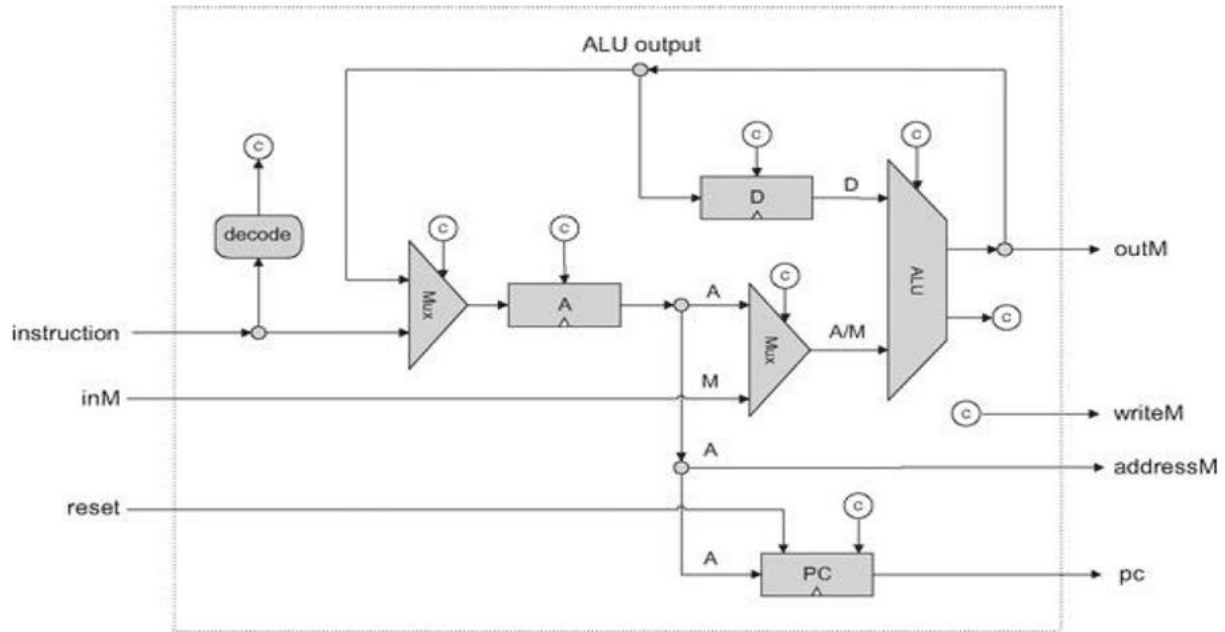 ALU output
c
c
c
D
D
decode
c
c
outM
c
A
A
Mux
Mux
ALU
A/M
c
instruction
inM
M
c
writeM
A
addressM
reset
c
A
PC
pc